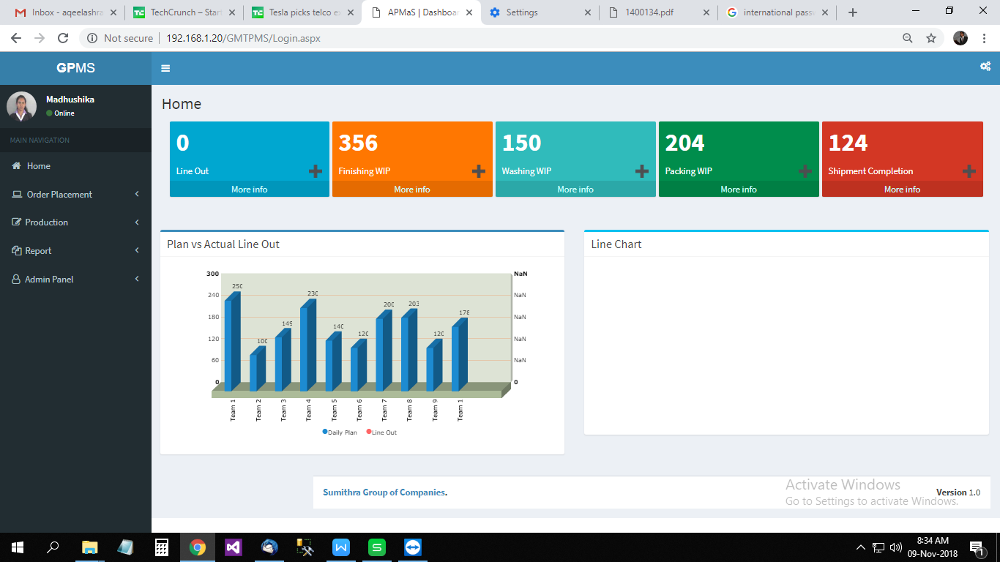 Inbox - aqeelashra
TechCrunch – Star
Tesla picks telco e
APMaS | Dashboar
Settings
1400134.pdf
international pass
Not secure | 192.168.1.20/GMTPMS/Login.aspx
GPMS
Madhushika
Online
MAIN NAVIGATION
Home
Order Placement
Production
Report
Admin Panel
Home
0
Line Out
More info
356
Finishing WIP
More info
150
Washing WIP
More info
204
Packing WIP
More info
124
Shipment Completion
More info
Plan vs Actual Line Out
300
240
180
120
60
0
250
100
149
230
140
120
200
203
120
178
NaN
NaN
NaN
NaN
NaN
0
Team 1
Team 2
Team 3
Team 4
Team 5
Team 6
Team 7
Team 8
Team 9
Team 1
Daily Plan
Line Out
Line Chart
Sumithra Group of Companies.
Version 1.0
Activate Windows
Go to Settings to activate Windows.
8:34 AM
09-Nov-2018
1